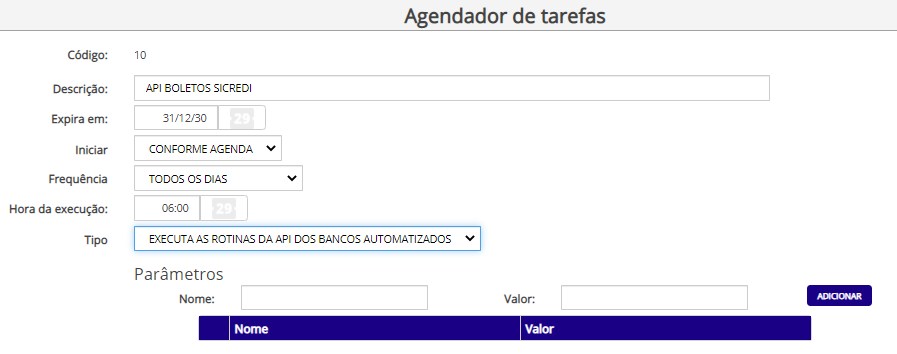 Agendador de tarefas
Código: 10
Descrição: API BOLETOS SICREDI
Expira em: 31/12/30 29
Iniciar CONFORME AGENDA
Frequência TODOS OS DIAS
Hora da execução: 06:00 29
Tipo EXECUTA AS ROTINAS DA API DOS BANCOS AUTOMATIZADOS
Parâmetros
Nome: Valor: ADICIONAR
Nome Valor